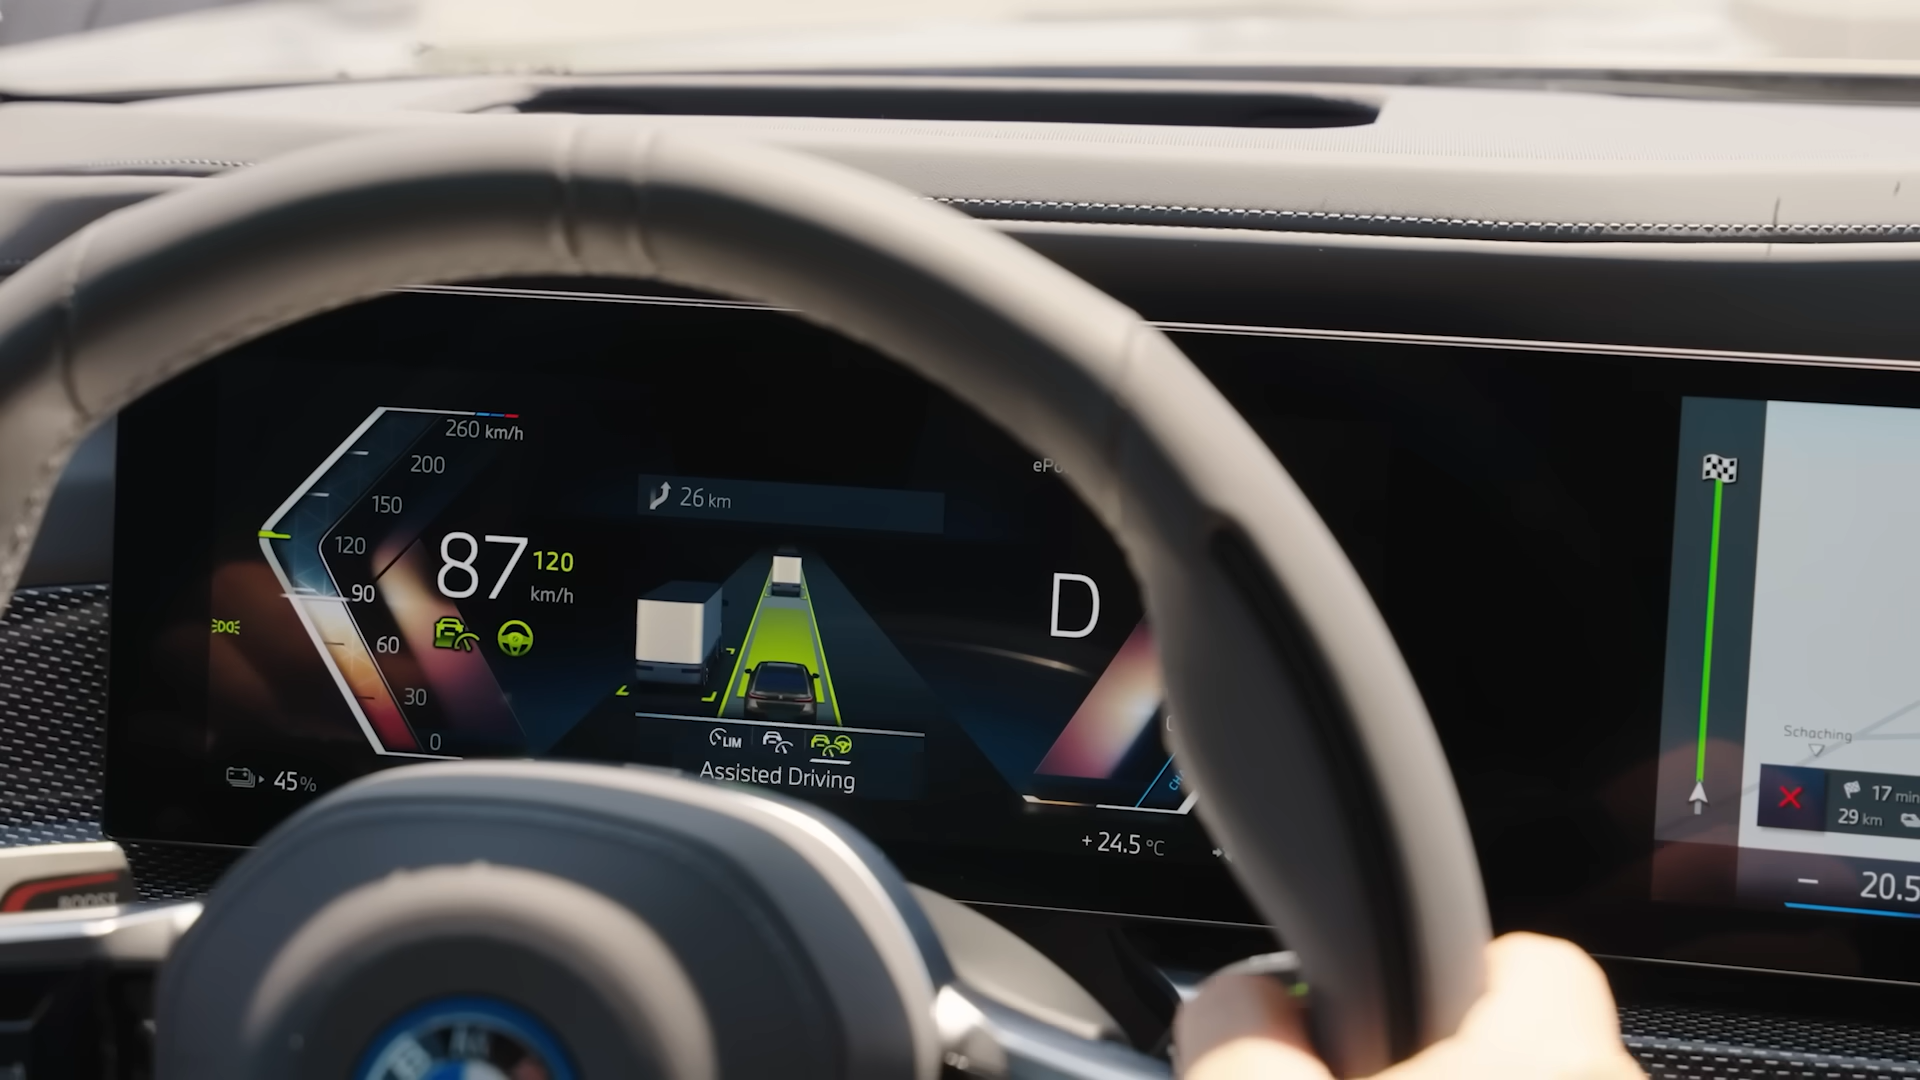 260 km/h
200
150
120
90
60
30
0
87
120
km/h
45%
26 km
LIM
Assisted Driving
D
+ 24.5 °C
Schaching
17 min
29 km
20.5
BOOST